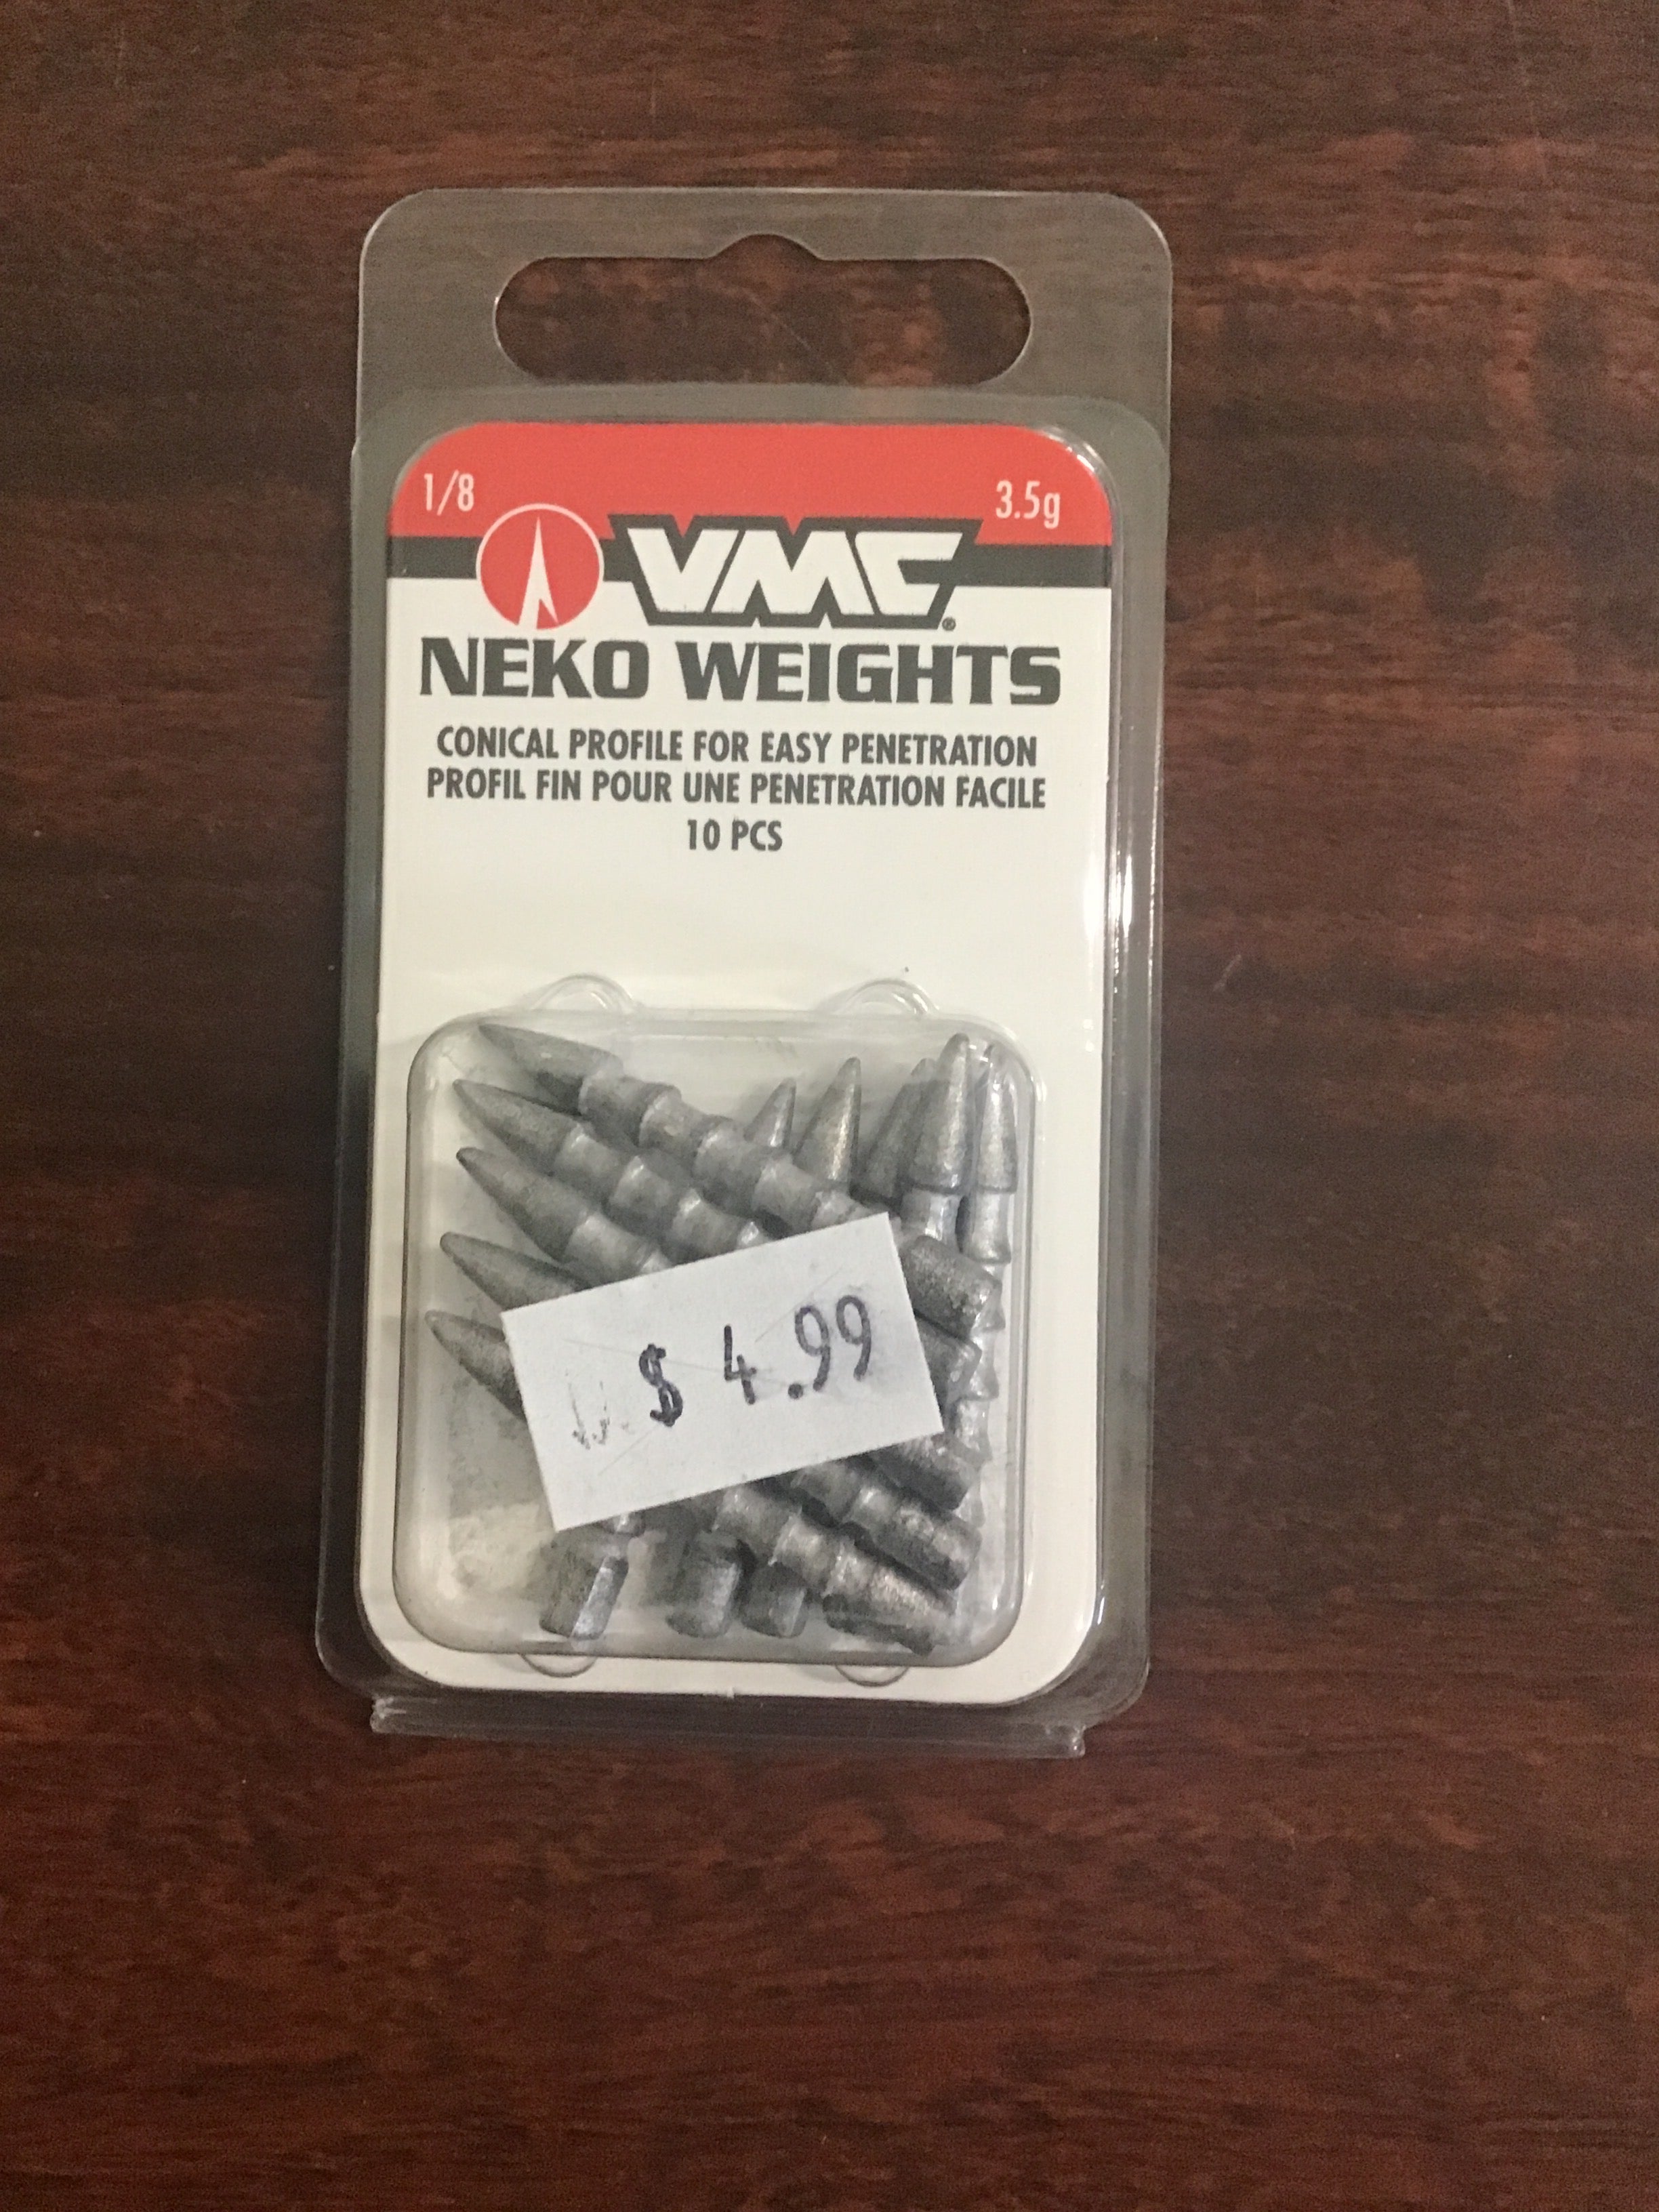 1/8
3.5g
VMC®
NEKO WEIGHTS
CONICAL PROFILE FOR EASY PENETRATION
PROFIL FIN POUR UNE PENETRATION FACILE
10 PCS
$ 4.99